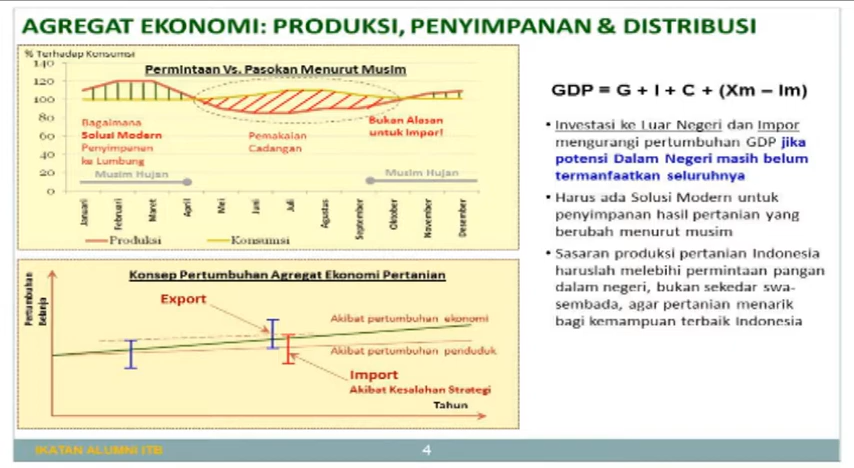 AGREGAT EKONOMI: PRODUKSI, PENYIMPANAN & DISTRIBUSI
% Terhadap Konsumsi
Permintaan Vs. Pasokan Menurut Musim
140
120
100
80
60
40
20
0
Bagaimana
Solusi Modern
Penyimpanan
ke Lumbung
Pemakaian
Cadangan
Bukan Alasan
untuk Impor!
Musim Hujan
Musim Hujan
Januari
Februari
Maret
April
Mei
Juni
Juli
Agustus
September
Oktober
November
Desember
Produksi
Konsumsi
Konsep Pertumbuhan Agregat Ekonomi Pertanian
Pertumbuhan
Belanja
Export
Akibat pertumbuhan ekonomi
Akibat pertumbuhan penduduk
Import
Akibat Kesalahan Strategi
Tahun
GDP = G + I + C + (Xm – Im)
• Investasi ke Luar Negeri dan Impor
mengurangi pertumbuhan GDP jika
potensi Dalam Negeri masih belum
termanfaatkan seluruhnya
• Harus ada Solusi Modern untuk
penyimpanan hasil pertanian yang
berubah menurut musim
• Sasaran produksi pertanian Indonesia
haruslah melebihi permintaan pangan
dalam negeri, bukan sekedar swa-
sembada, agar pertanian menarik
bagi kemampuan terbaik Indonesia
IKATAN ALUMNI ITB
4